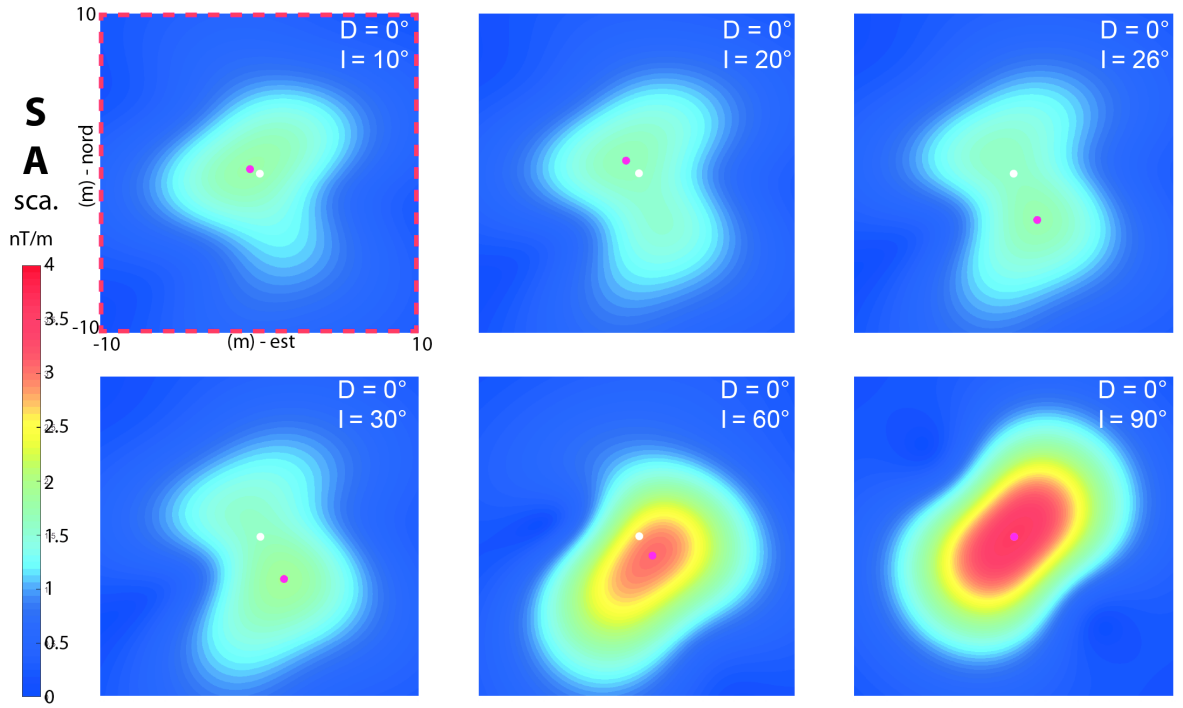 S
A
sca.
nT/m
4
3.5
3
2.5
2
1.5
1
0.5
0
10
(m) - nord
-10
-10
(m) - est
10
D = 0°
I = 10°
D = 0°
I = 20°
D = 0°
I = 26°
D = 0°
I = 30°
D = 0°
I = 60°
D = 0°
I = 90°